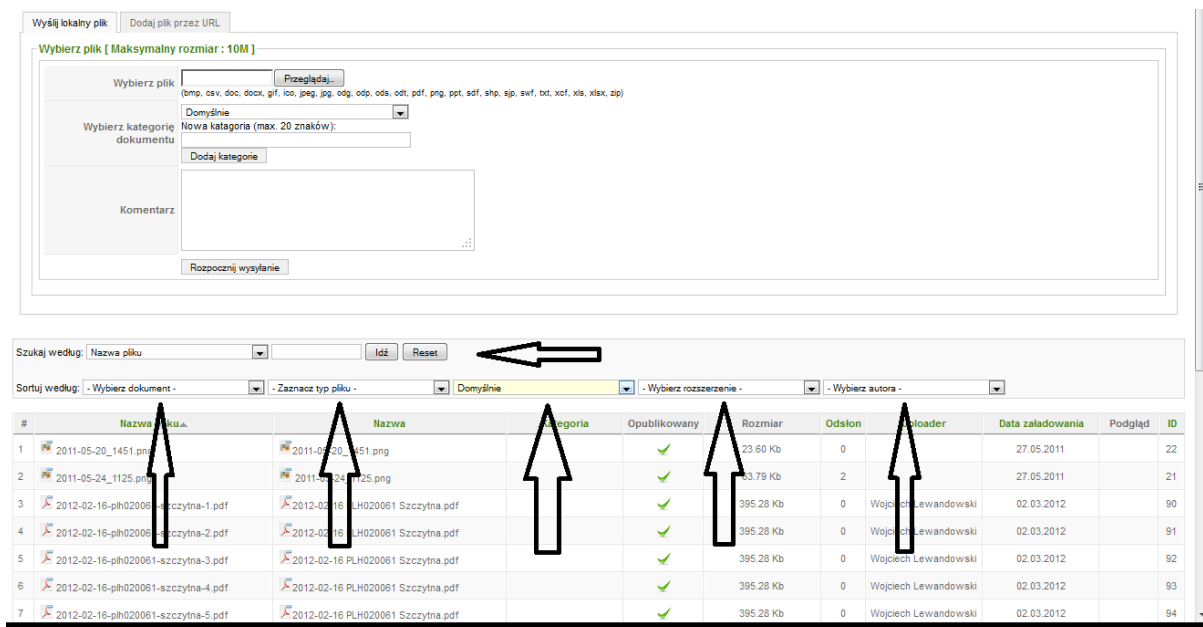 Wyślij lokalny plik Dodaj plik przez URL
Wybierz plik [ Maksymalny rozmiar : 10M ]
Wybierz plik Przeglądaj...
(bmp, csv, doc, docx, gif, ico, jpeg, jpg, odg, odp, ods, odt, pdf, png, ppt, sdf, shp, sjp, swf, txt, xcf, xls, xlsx, zip)
Domyślnie
Wybierz kategorię dokumentu Nowa katagoria (max. 20 znaków):
Dodaj kategorie
Komentarz
Rozpocznij wysyłanie
Szukaj według: Nazwa pliku Idź Reset
Sortuj według: - Wybierz dokument - - Zaznacz typ pliku - Domyślnie - Wybierz rozszerzenie - - Wybierz autora -
# Nazwa Nazwa Opublikowany Rozmiar Odsłon Data załadowania Podgląd ID
1 2011-05-20_1451.png 2011-05-20_1451.png 23.60 Kb 0 27.05.2011 22
2 2011-05-24_1125.png 2011-05-24_1125.png 2 27.05.2011 21
3 2012-02-16-plh020061-szczytna-1.pdf 2012-02-16 PLH020061 Szczytna.pdf 395.28 Kb 0 Wojciech Lewandowski 02.03.2012 90
4 2012-02-16-plh020061-szczytna-2.pdf 2012-02-16 PLH020061 Szczytna.pdf 395.28 Kb 0 Wojciech Lewandowski 02.03.2012 91
5 2012-02-16-plh020061-szczytna-3.pdf 2012-02-16 PLH020061 Szczytna.pdf 395.28 Kb 0 Wojciech Lewandowski 02.03.2012 92
6 2012-02-16-plh020061-szczytna-4.pdf 2012-02-16 PLH020061 Szczytna.pdf 395.28 Kb 0 Wojciech Lewandowski 02.03.2012 93
7 2012-02-16-plh020061-szczytna-5.pdf 2012-02-16 PLH020061 Szczytna.pdf 395.28 Kb 0 Wojciech Lewandowski 02.03.2012 94